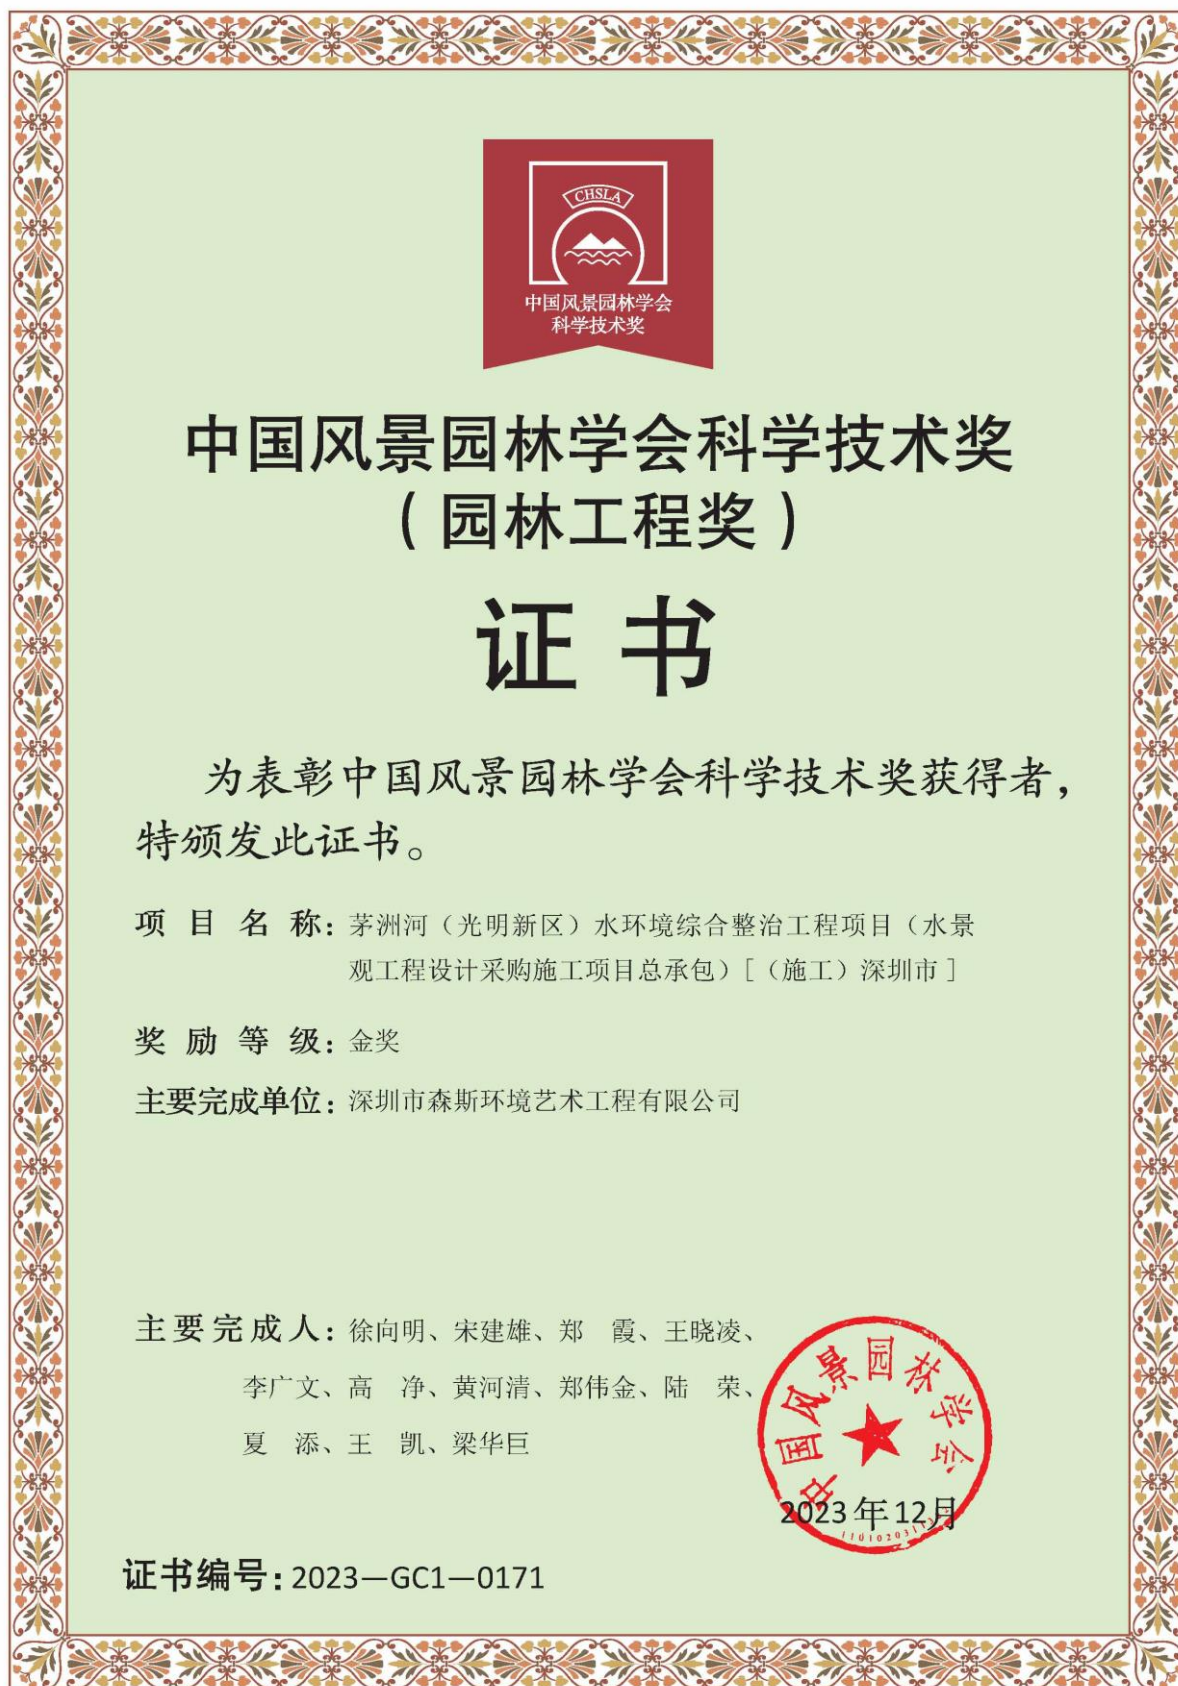 CHSLA
中国风景园林学会
科学技术奖
中国风景园林学会科学技术奖
（园林工程奖）
证书
为表彰中国风景园林学会科学技术奖获得者，
特颁发此证书。
项目名称：茅洲河（光明新区）水环境综合整治工程项目（水景
观工程设计采购施工项目总承包）[（施工）深圳市]
奖励等级：金奖
主要完成单位：深圳市森斯环境艺术工程有限公司
主要完成人：徐向明、宋建雄、郑　霞、王晓凌、
李广文、高　净、黄河清、郑伟金、陆　荣、
夏　添、王　凯、梁华巨
中国风景园林学会
2023年12月
证书编号：2023—GC1—0171